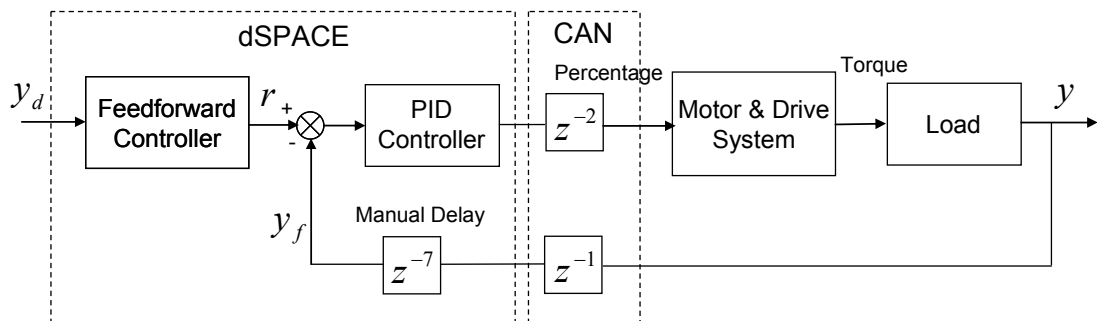 dSPACE
CAN
y_d
Feedforward
Controller
r
+
-
PID
Controller
Percentage
z^{-2}
Motor & Drive
System
Torque
Load
y
y_f
Manual Delay
z^{-7}
z^{-1}